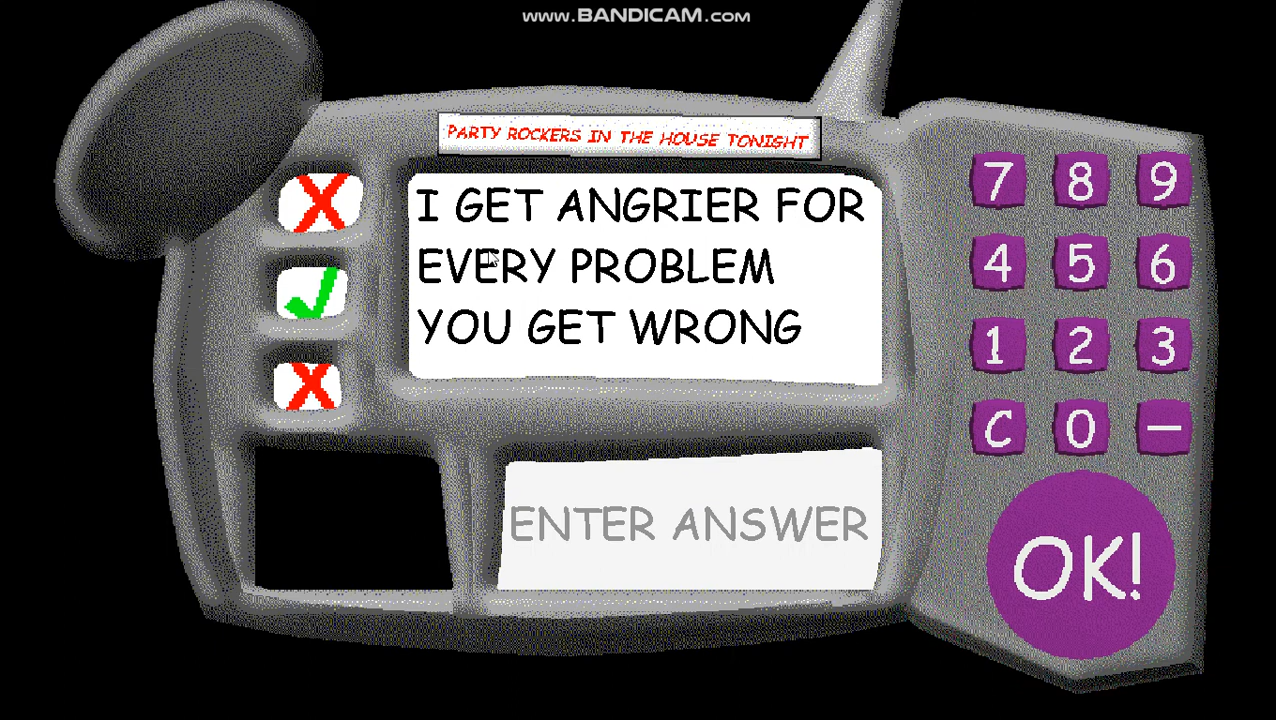 www.BANDICAM.com
PARTY ROCKERS IN THE HOUSE TONIGHT
I GET ANGRIER FOR
EVERY PROBLEM
YOU GET WRONG
ENTER ANSWER
7 8 9
4 5 6
1 2 3
C 0 —
OK!